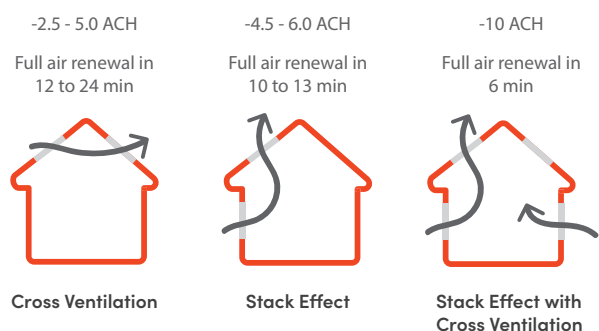 -2.5 - 5.0 ACH
Full air renewal in
12 to 24 min
Cross Ventilation
-4.5 - 6.0 ACH
Full air renewal in
10 to 13 min
Stack Effect
-10 ACH
Full air renewal in
6 min
Stack Effect with
Cross Ventilation